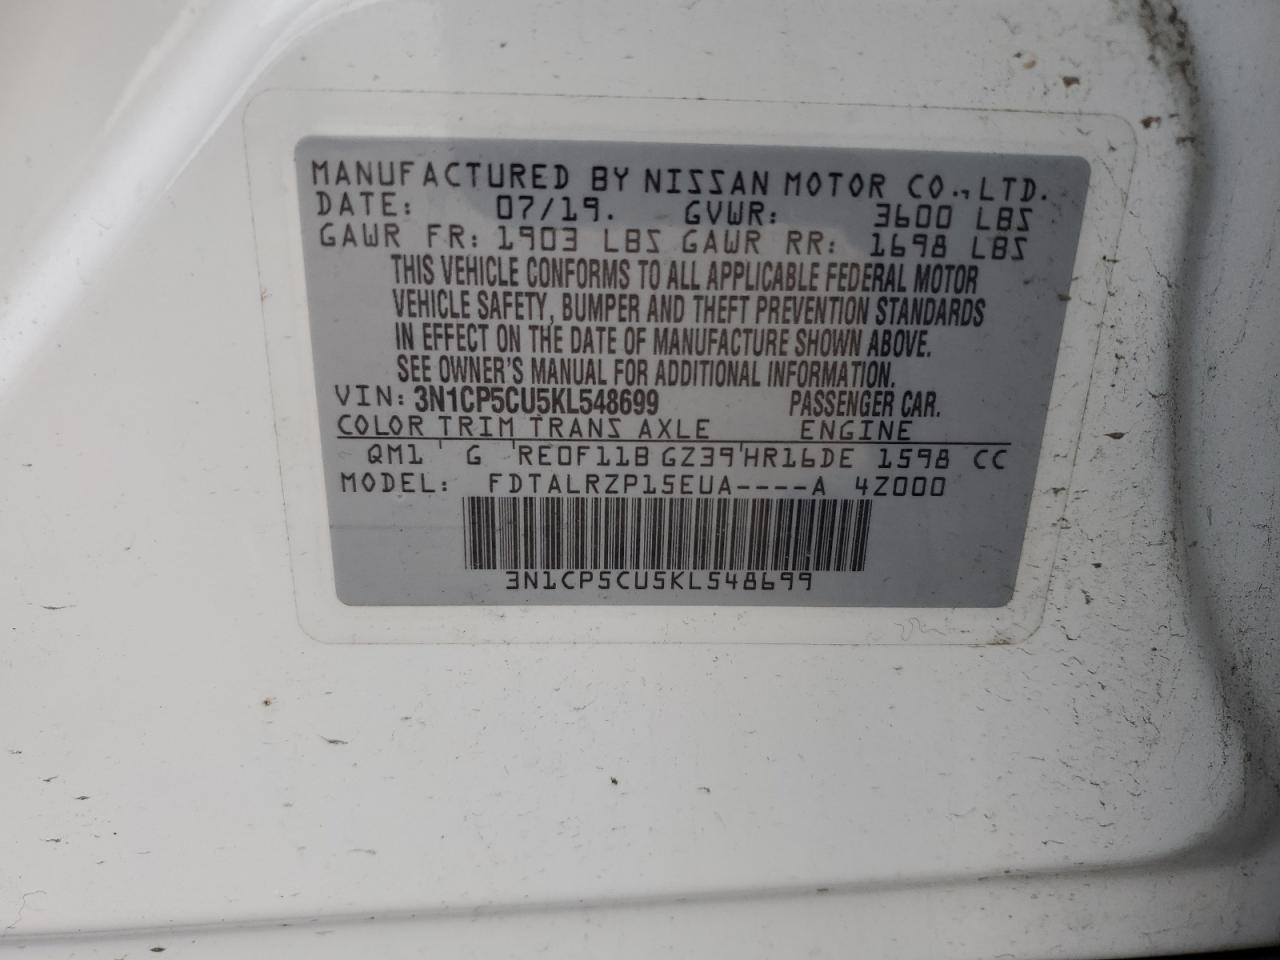 MANUFACTURED BY NISSAN MOTOR CO., LTD.
DATE: 07/19. GVWR: 3600 LBS
GAWR FR: 1903 LBS GAWR RR: 1698 LBS
THIS VEHICLE CONFORMS TO ALL APPLICABLE FEDERAL MOTOR
VEHICLE SAFETY, BUMPER AND THEFT PREVENTION STANDARDS
IN EFFECT ON THE DATE OF MANUFACTURE SHOWN ABOVE.
SEE OWNER'S MANUAL FOR ADDITIONAL INFORMATION.
VIN: 3N1CP5CU5KL548699 PASSENGER CAR.
COLOR TRIM TRANS AXLE ENGINE
QM1 ' G ' RE0F11B GZ39 ' HR16DE 1598 CC
MODEL: FDTALRZP15EUA----A 4Z000
3N1CP5CU5KL548699